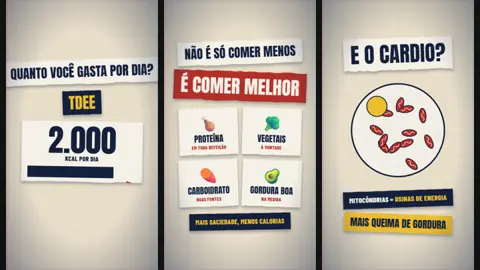 QUANTO VOCÊ GASTA POR DIA?
TDEE
2.000
KCAL POR DIA
NÃO É SÓ COMER MENOS
É COMER MELHOR
PROTEÍNA
EM TODA REFEIÇÃO
VEGETAIS
À VONTADE
CARBOIDRATO
BOAS FONTES
GORDURA BOA
NA MEDIDA
MAIS SACIEDADE, MENOS CALORIAS
E O CARDIO?
MITOCÔNDRIAS = USINAS DE ENERGIA
MAIS QUEIMA DE GORDURA